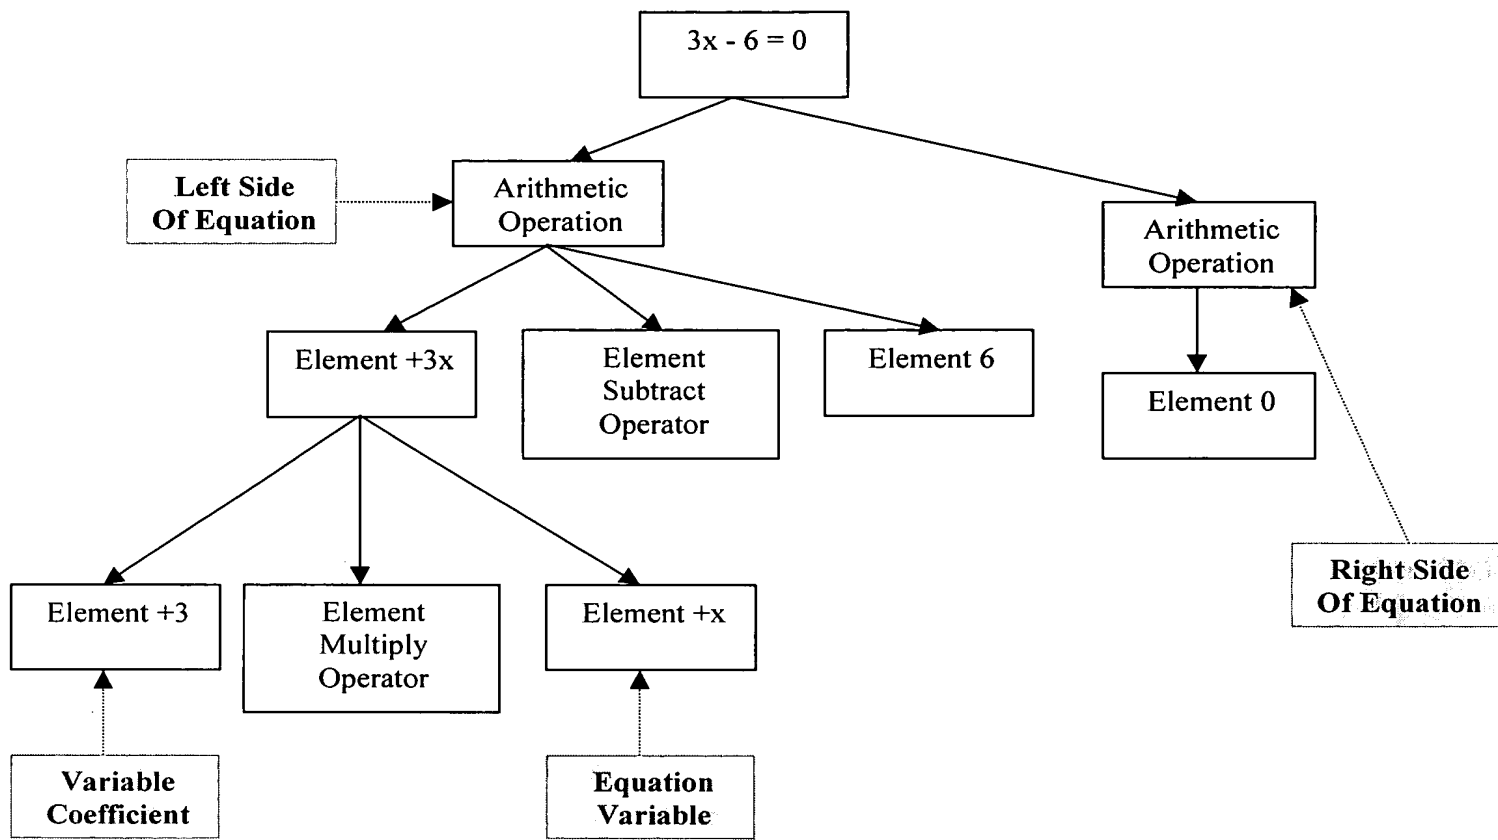 3x - 6 = 0
Left Side
Of Equation
Arithmetic
Operation
Arithmetic
Operation
Element +3x
Element
Subtract
Operator
Element 6
Element 0
Right Side
Of Equation
Element +3
Element
Multiply
Operator
Element +x
Variable
Coefficient
Equation
Variable